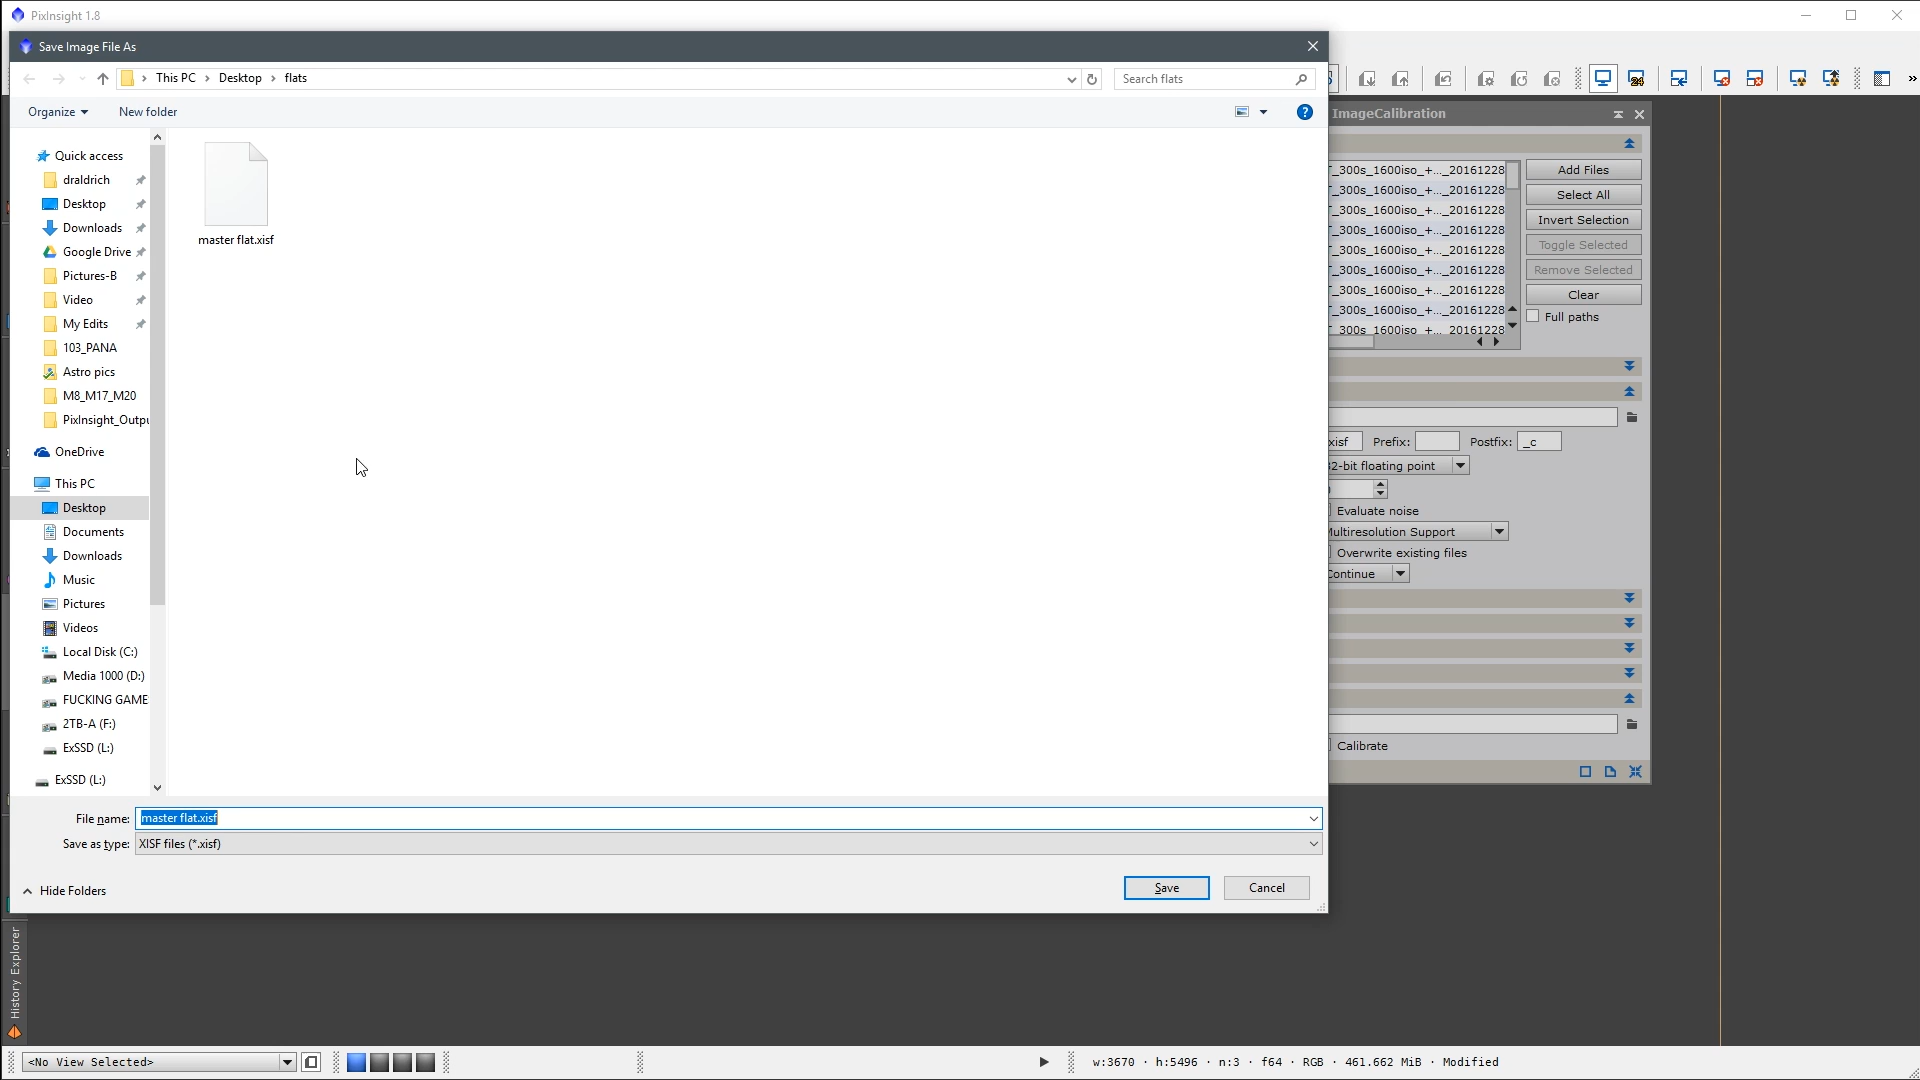 PixInsight 1.8
Save Image File As
This PC > Desktop > flats
Search flats
Organize
New folder
Quick access
draldrich
Desktop
Downloads
Google Drive
Pictures-B
Video
My Edits
103_PANA
Astro pics
M8_M17_M20
PixInsight_Outpu
OneDrive
This PC
Desktop
Documents
Downloads
Music
Pictures
Videos
Local Disk (C:)
Media 1000 (D:)
FUCKING GAME
2TB-A (F:)
ExSSD (L:)
ExSSD (L:)
master flat.xisf
File name: master flat.xisf
Save as type: XISF files (*.xisf)
Hide Folders
Save
Cancel
ImageCalibration
_300s_1600iso_+..._20161228
_300s_1600iso_+..._20161228
_300s_1600iso_+..._20161228
_300s_1600iso_+..._20161228
_300s_1600iso_+..._20161228
_300s_1600iso_+..._20161228
_300s_1600iso_+..._20161228
_300s_1600iso_+..._20161228
_300s_1600iso_+..._20161228
Add Files
Select All
Invert Selection
Toggle Selected
Remove Selected
Clear
Full paths
xisf Prefix: Postfix: _c
32-bit floating point
Evaluate noise
Multiresolution Support
Overwrite existing files
Continue
Calibrate
History Explorer
<No View Selected>
w:3670 · h:5496 · n:3 · f64 · RGB · 461.662 MiB · Modified